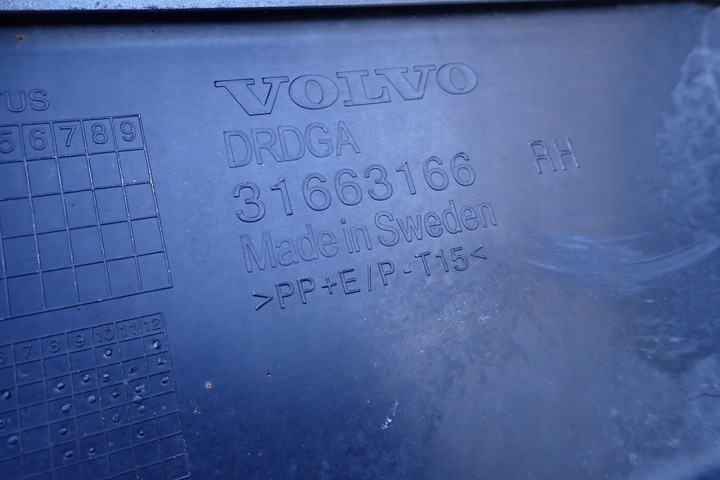 TUS
5 6 7 8 9
VOLVO
DRDGA
31663166
RH
Made in Sweden
>PP+E/P-T15<
6 7 8 9 10 11 12